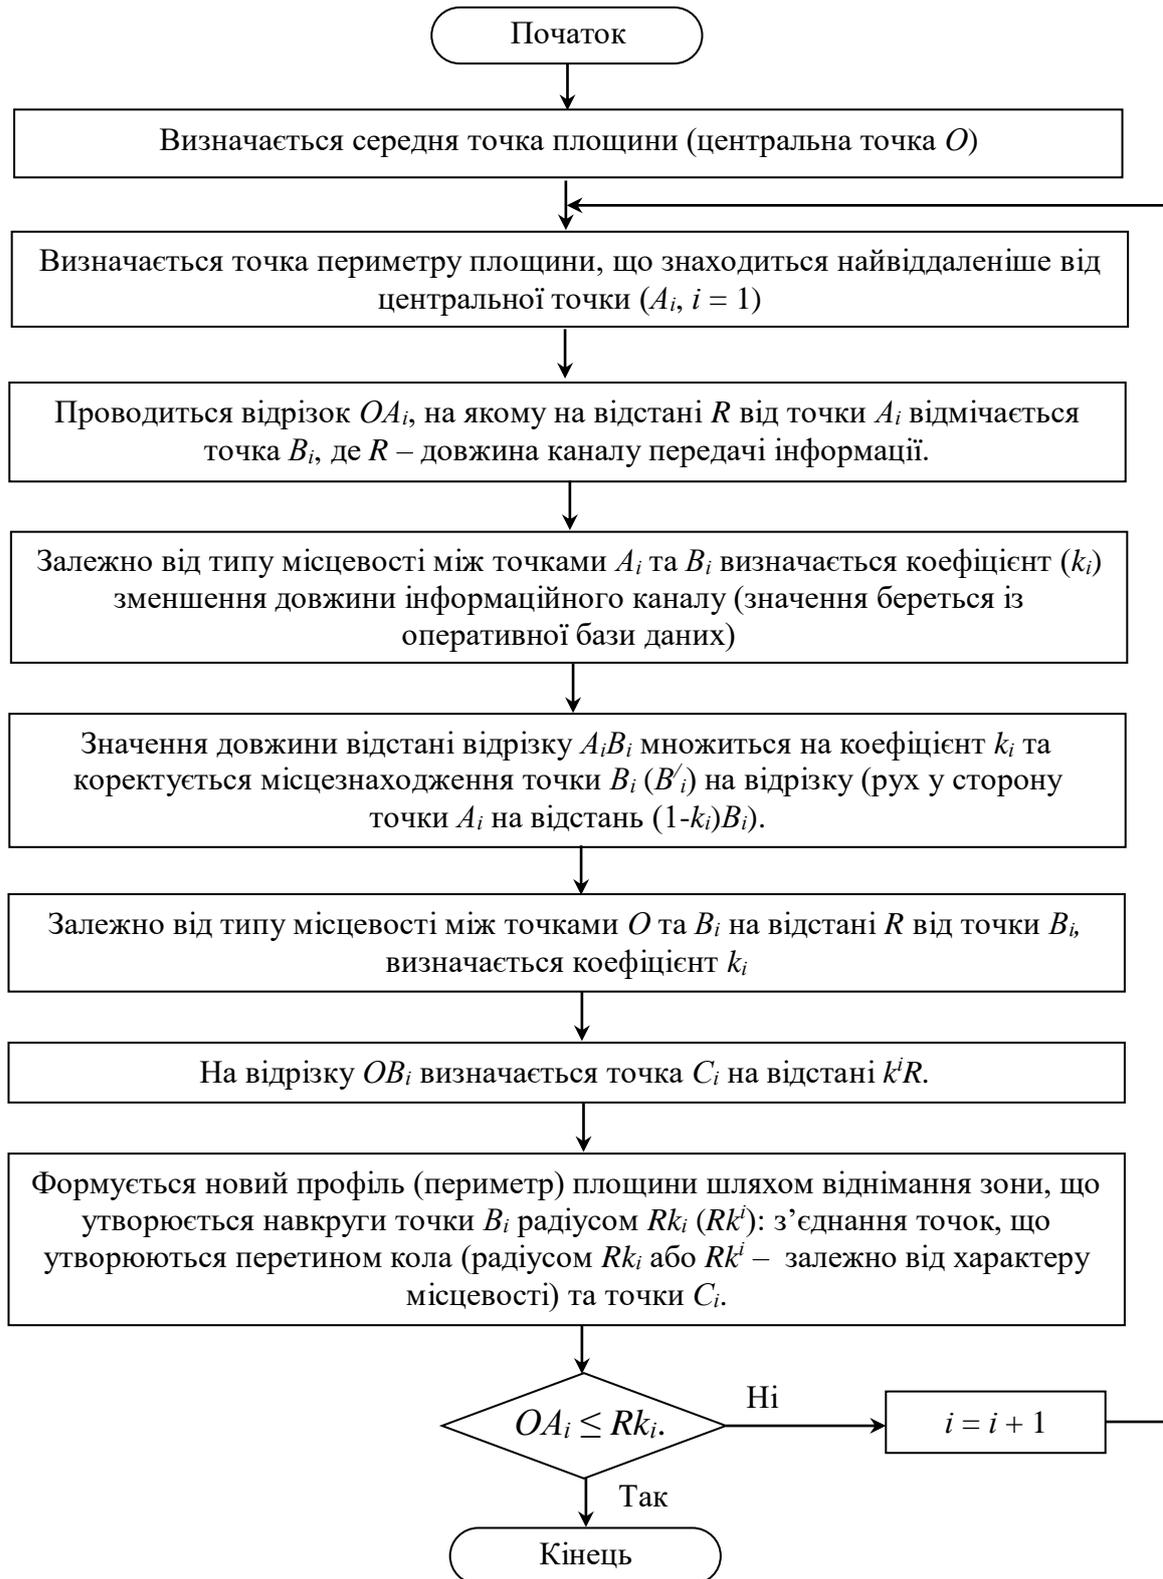 Початок
Визначається середня точка площини (центральна точка O)
Визначається точка периметру площини, що знаходиться найвіддаленіше від
центральної точки (Aᵢ, i = 1)
Проводиться відрізок OAᵢ, на якому на відстані R від точки Aᵢ відмічається
точка Bᵢ, де R – довжина каналу передачі інформації.
Залежно від типу місцевості між точками Aᵢ та Bᵢ визначається коефіцієнт (kᵢ)
зменшення довжини інформаційного каналу (значення береться із
оперативної бази даних)
Значення довжини відстані відрізку AᵢBᵢ множиться на коефіцієнт kᵢ та
коректується місцезнаходження точки Bᵢ (B′ᵢ) на відрізку (рух у сторону
точки Aᵢ на відстань (1-kᵢ)Bᵢ).
Залежно від типу місцевості між точками O та Bᵢ на відстані R від точки Bᵢ,
визначається коефіцієнт kᵢ
На відрізку OBᵢ визначається точка Cᵢ на відстані kⁱR.
Формується новий профіль (периметр) площини шляхом віднімання зони, що
утворюється навкруги точки Bᵢ радіусом Rkᵢ (Rkⁱ): з’єднання точок, що
утворюються перетином кола (радіусом Rkᵢ або Rkⁱ – залежно від характеру
місцевості) та точки Cᵢ.
OAᵢ ≤ Rkᵢ.
Ні
i = i + 1
Так
Кінець